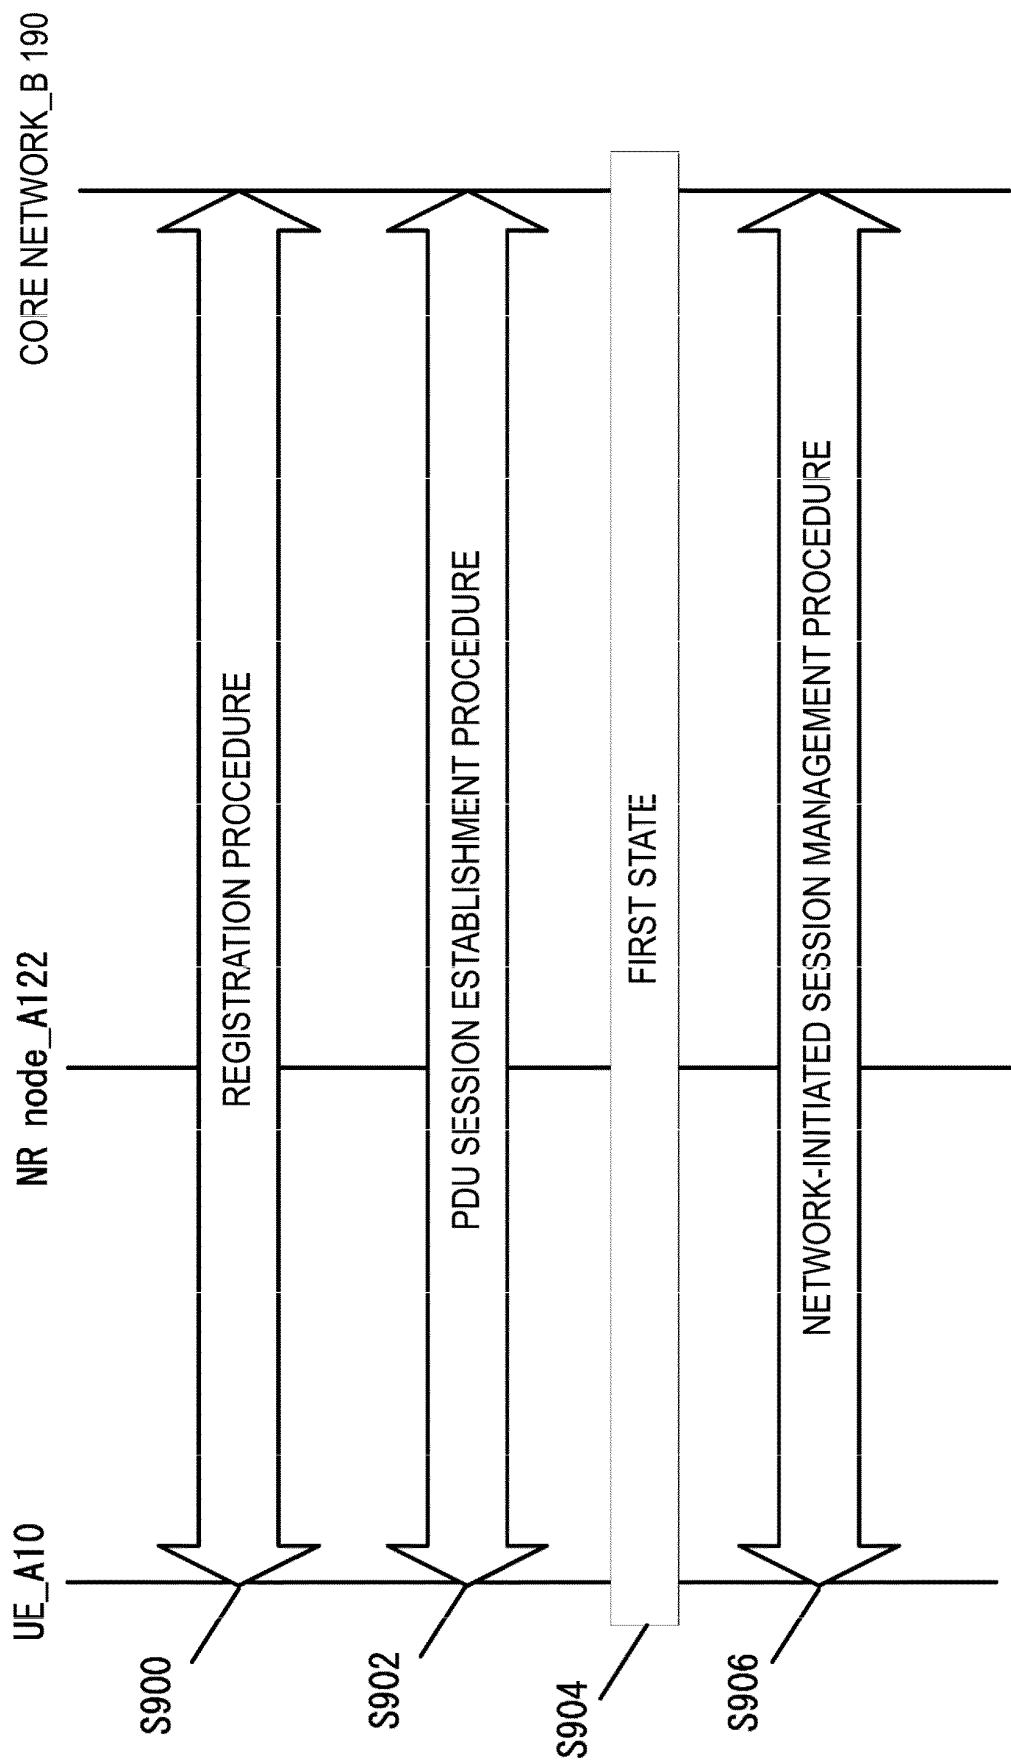 UE_A10
NR node_A122
CORE NETWORK_B 190
S900
REGISTRATION PROCEDURE
S902
PDU SESSION ESTABLISHMENT PROCEDURE
S904
FIRST STATE
S906
NETWORK-INITIATED SESSION MANAGEMENT PROCEDURE